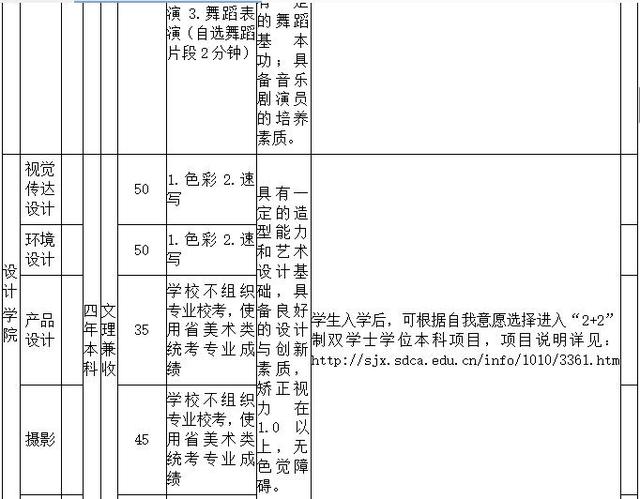 演 3.舞蹈表
演（自选舞蹈
片段2分钟）
的舞蹈
基本
功；具
备音乐
剧演员
的培养
素质。
设计学院
视觉
传达
设计
四年本科
文理兼收
50
1.色彩 2.速
写
具有一
定的造
型能力
和艺术
设计基
础，具
备良好
的设计
与创新
素质，
矫正视
力在
1.0以
上，无
色觉障
碍。
学生入学后，可根据自我意愿选择进入“2+2”
制双学士学位本科项目，项目说明详见：
http://sjx.sdca.edu.cn/info/1010/3361.htm
环境
设计
50
1.色彩 2.速
写
产品
设计
35
学校不组织
专业校考，使
用省美术类
统考专业成
绩
摄影
45
学校不组织
专业校考，使
用省美术类
统考专业成
绩